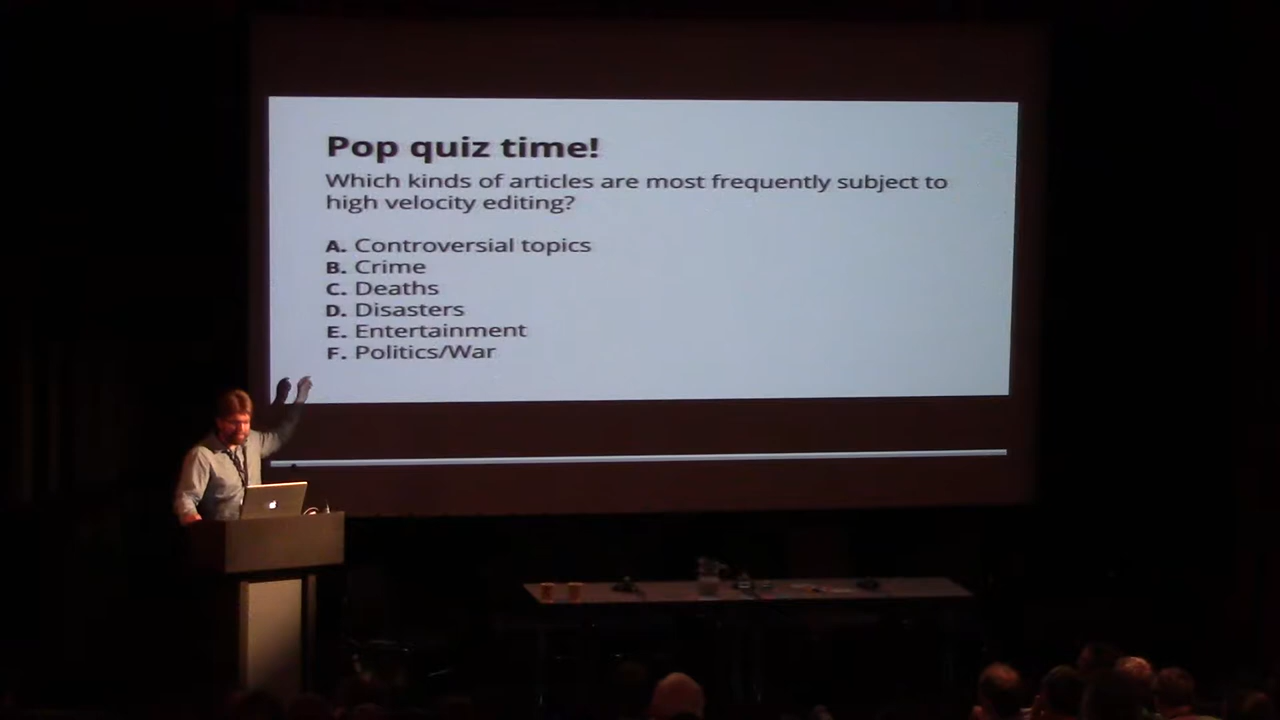 Pop quiz time!
Which kinds of articles are most frequently subject to
high velocity editing?
A. Controversial topics
B. Crime
C. Deaths
D. Disasters
E. Entertainment
F. Politics/War